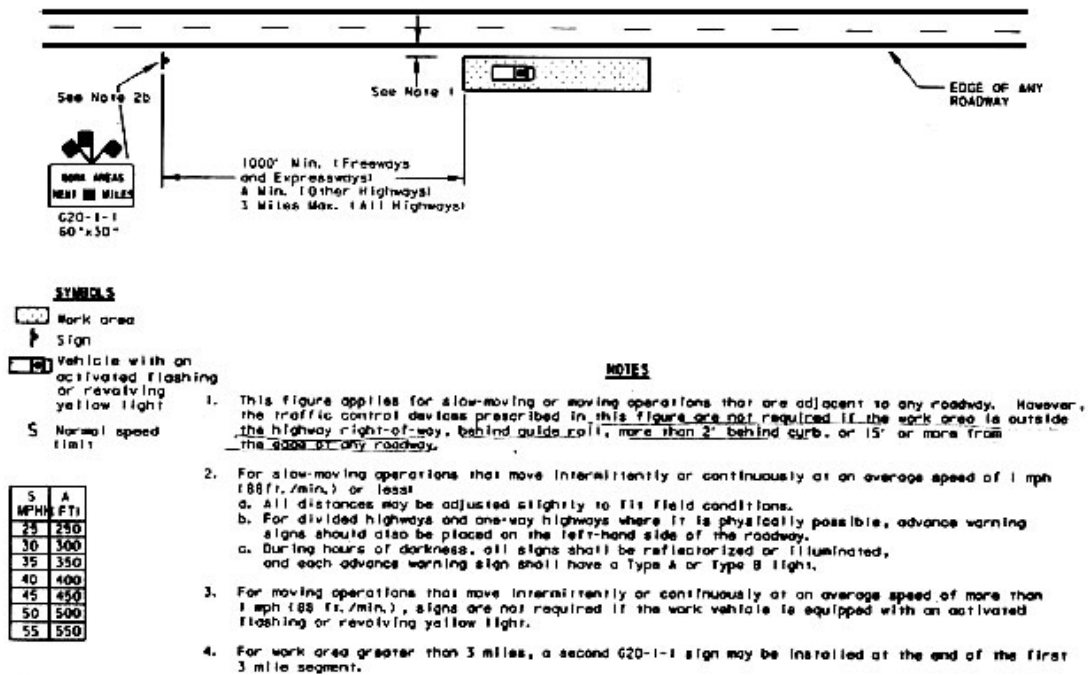 See Note 2b
See Note 1
EDGE OF ANY
ROADWAY
WORK AREAS
NEXT MILES
G20-1-1
60"x30"
1000' Min. (Freeways
and Expressways)
A Min. (Other Highways)
3 Miles Max. (All Highways)
SYMBOLS
Work area
Sign
Vehicle with an
activated flashing
or revolving
yellow light
S Normal speed
limit
S A
MPH (FT)
25 250
30 300
35 350
40 400
45 450
50 500
55 550
NOTES
1. This figure applies for slow-moving or moving operations that are adjacent to any roadway. However,
the traffic control devices prescribed in this figure are not required if the work area is outside
the highway right-of-way, behind guide rail, more than 2' behind curb, or 15' or more from
the edge of any roadway.
2. For slow-moving operations that move intermittently or continuously at an average speed of 1 mph
(88ft./min.) or less:
a. All distances may be adjusted slightly to fit field conditions.
b. For divided highways and one-way highways where it is physically possible, advance warning
signs should also be placed on the left-hand side of the roadway.
c. During hours of darkness, all signs shall be reflectorized or illuminated,
and each advance warning sign shall have a Type A or Type B light.
3. For moving operations that move intermittently or continuously at an average speed of more than
1 mph (88 ft./min.), signs are not required if the work vehicle is equipped with an activated
flashing or revolving yellow light.
4. For work area greater than 3 miles, a second G20-1-1 sign may be installed at the end of the first
3 mile segment.